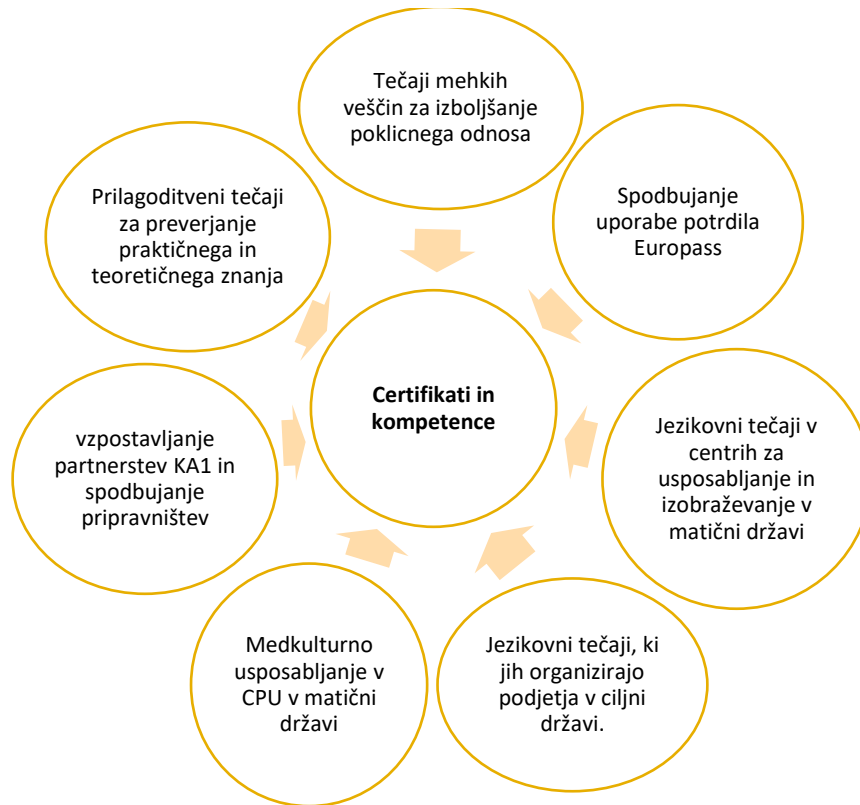 Tečaji mehkih
veščin za izboljšanje
poklicnega odnosa
Spodbujanje
uporabe potrdila
Europass
Jezikovni tečaji v
centrih za
usposabljanje in
izobraževanje v
matični državi
Jezikovni tečaji, ki
jih organizirajo
podjetja v ciljni
državi.
Medkulturno
usposabljanje v
CPU v matični
državi
vzpostavljanje
partnerstev KA1 in
spodbujanje
pripravništev
Prilagoditveni tečaji
za preverjanje
praktičnega in
teoretičnega znanja
Certifikati in
kompetence